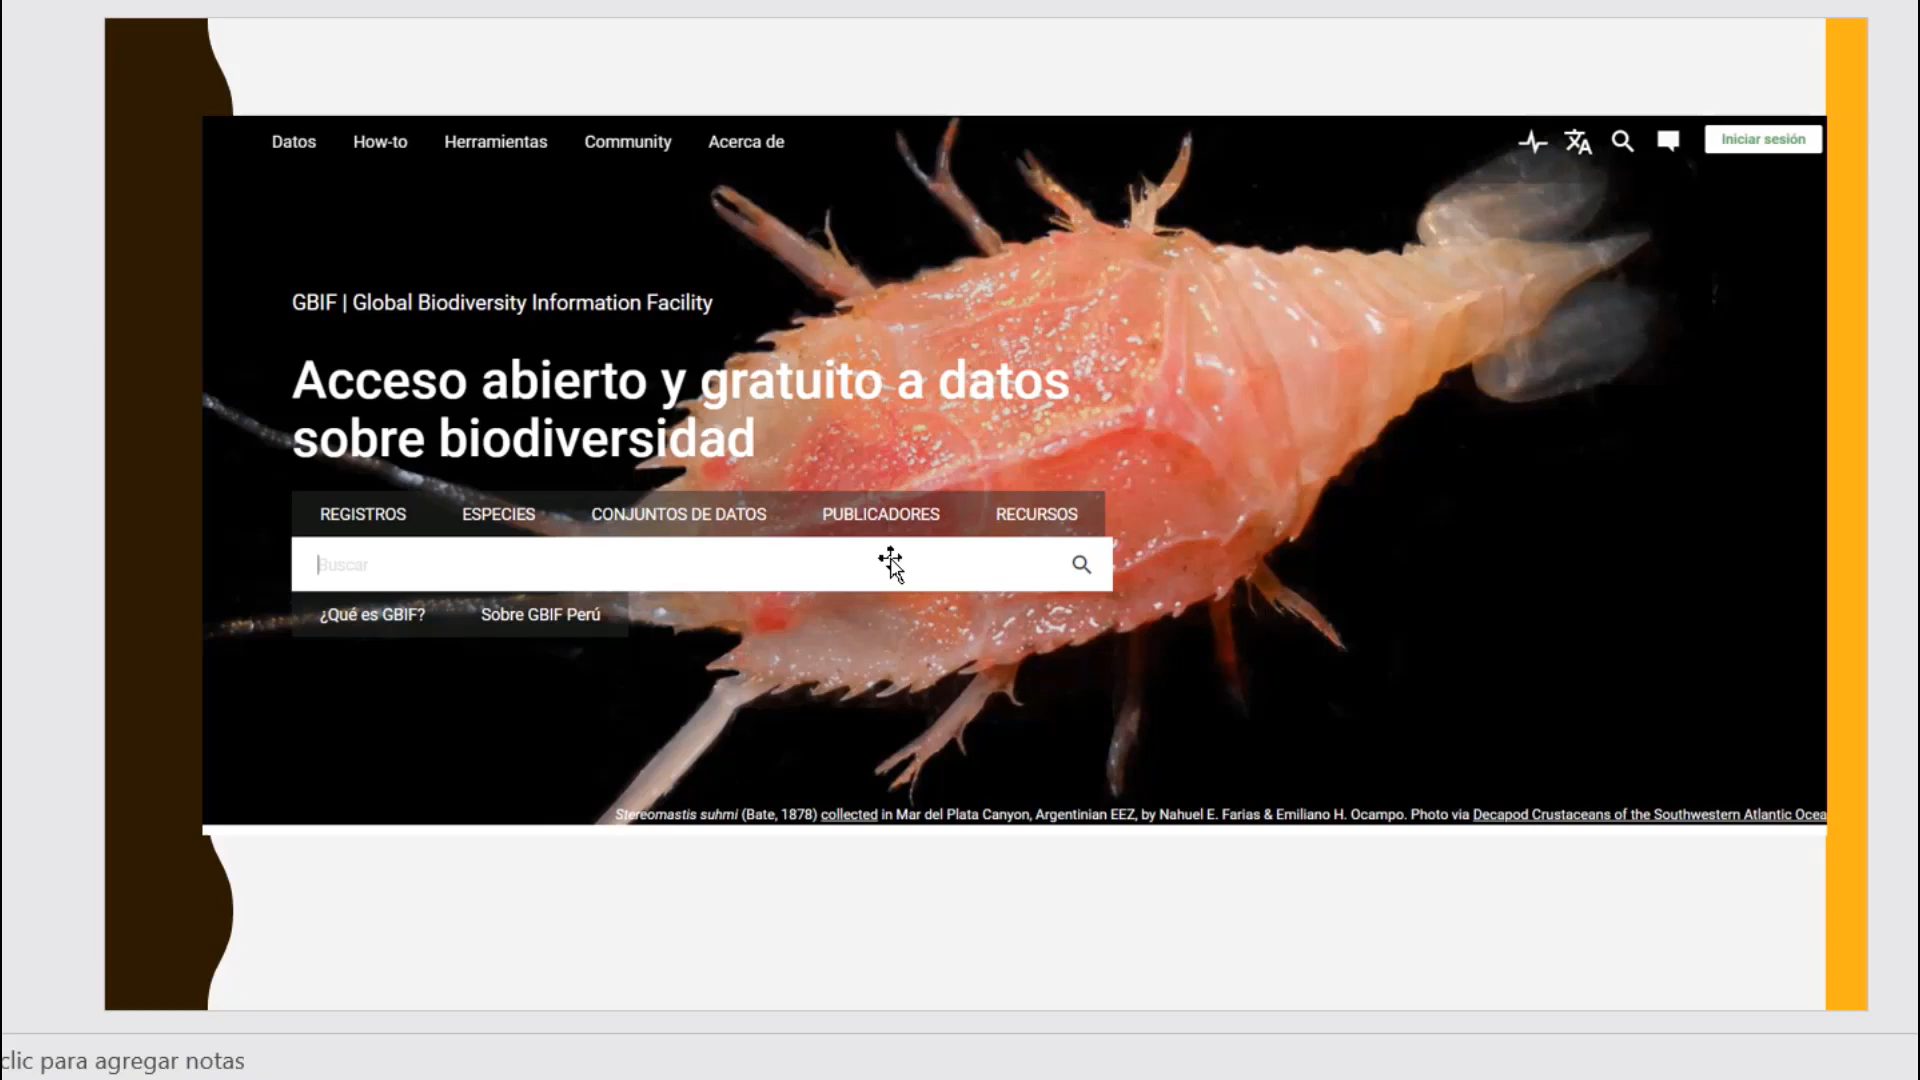 Datos How-to Herramientas Community Acerca de Iniciar sesión
GBIF | Global Biodiversity Information Facility
Acceso abierto y gratuito a datos
sobre biodiversidad
REGISTROS ESPECIES CONJUNTOS DE DATOS PUBLICADORES RECURSOS
Buscar
¿Qué es GBIF? Sobre GBIF Perú
Stereomastis suhmi (Bate, 1878) collected in Mar del Plata Canyon, Argentinian EEZ, by Nahuel E. Farias & Emiliano H. Ocampo. Photo via Decapod Crustaceans of the Southwestern Atlantic Ocea
clic para agregar notas